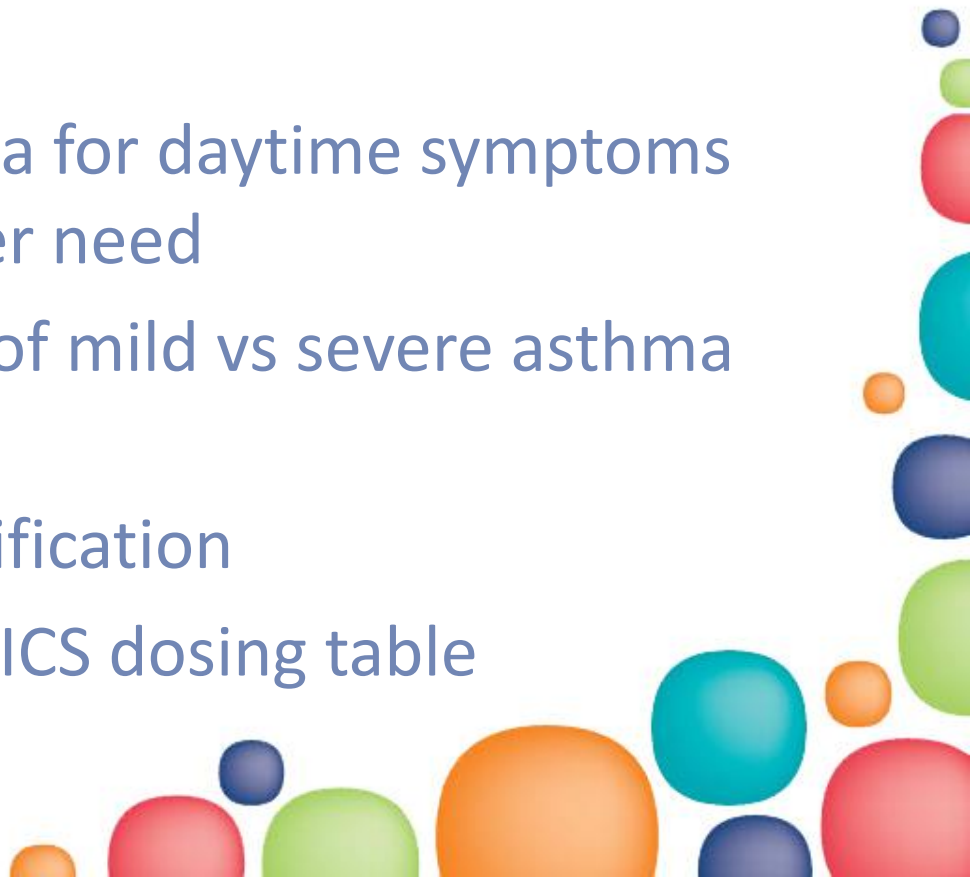 a for daytime symptoms
er need
of mild vs severe asthma
ification
ICS dosing table